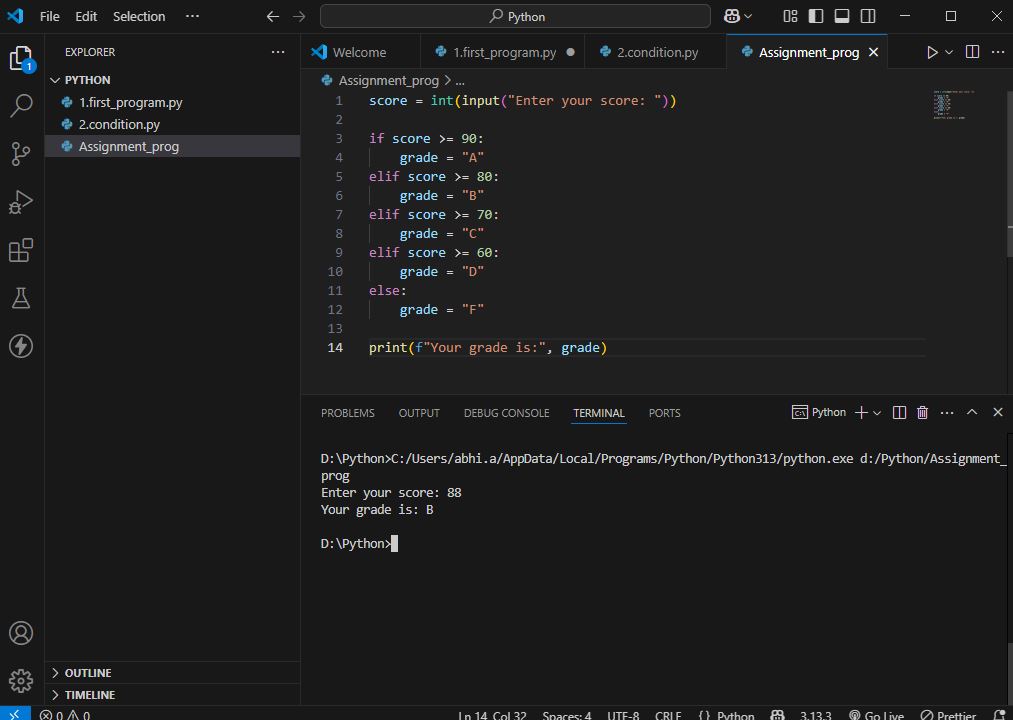 File Edit Selection ··· Python
EXPLORER ···
PYTHON
1.first_program.py
2.condition.py
Assignment_prog
OUTLINE
TIMELINE
1
Welcome 1.first_program.py 2.condition.py Assignment_prog ···
Assignment_prog > ...
1 score = int(input("Enter your score: "))
2
3 if score >= 90:
4 grade = "A"
5 elif score >= 80:
6 grade = "B"
7 elif score >= 70:
8 grade = "C"
9 elif score >= 60:
10 grade = "D"
11 else:
12 grade = "F"
13
14 print(f"Your grade is:", grade)
PROBLEMS OUTPUT DEBUG CONSOLE TERMINAL PORTS Python ···
D:\Python>C:/Users/abhi.a/AppData/Local/Programs/Python/Python313/python.exe d:/Python/Assignment_
prog
Enter your score: 88
Your grade is: B
D:\Python>
0 0 Ln 14, Col 32 Spaces: 4 UTF-8 CRLF {} Python 3.13.3 Go Live Prettier